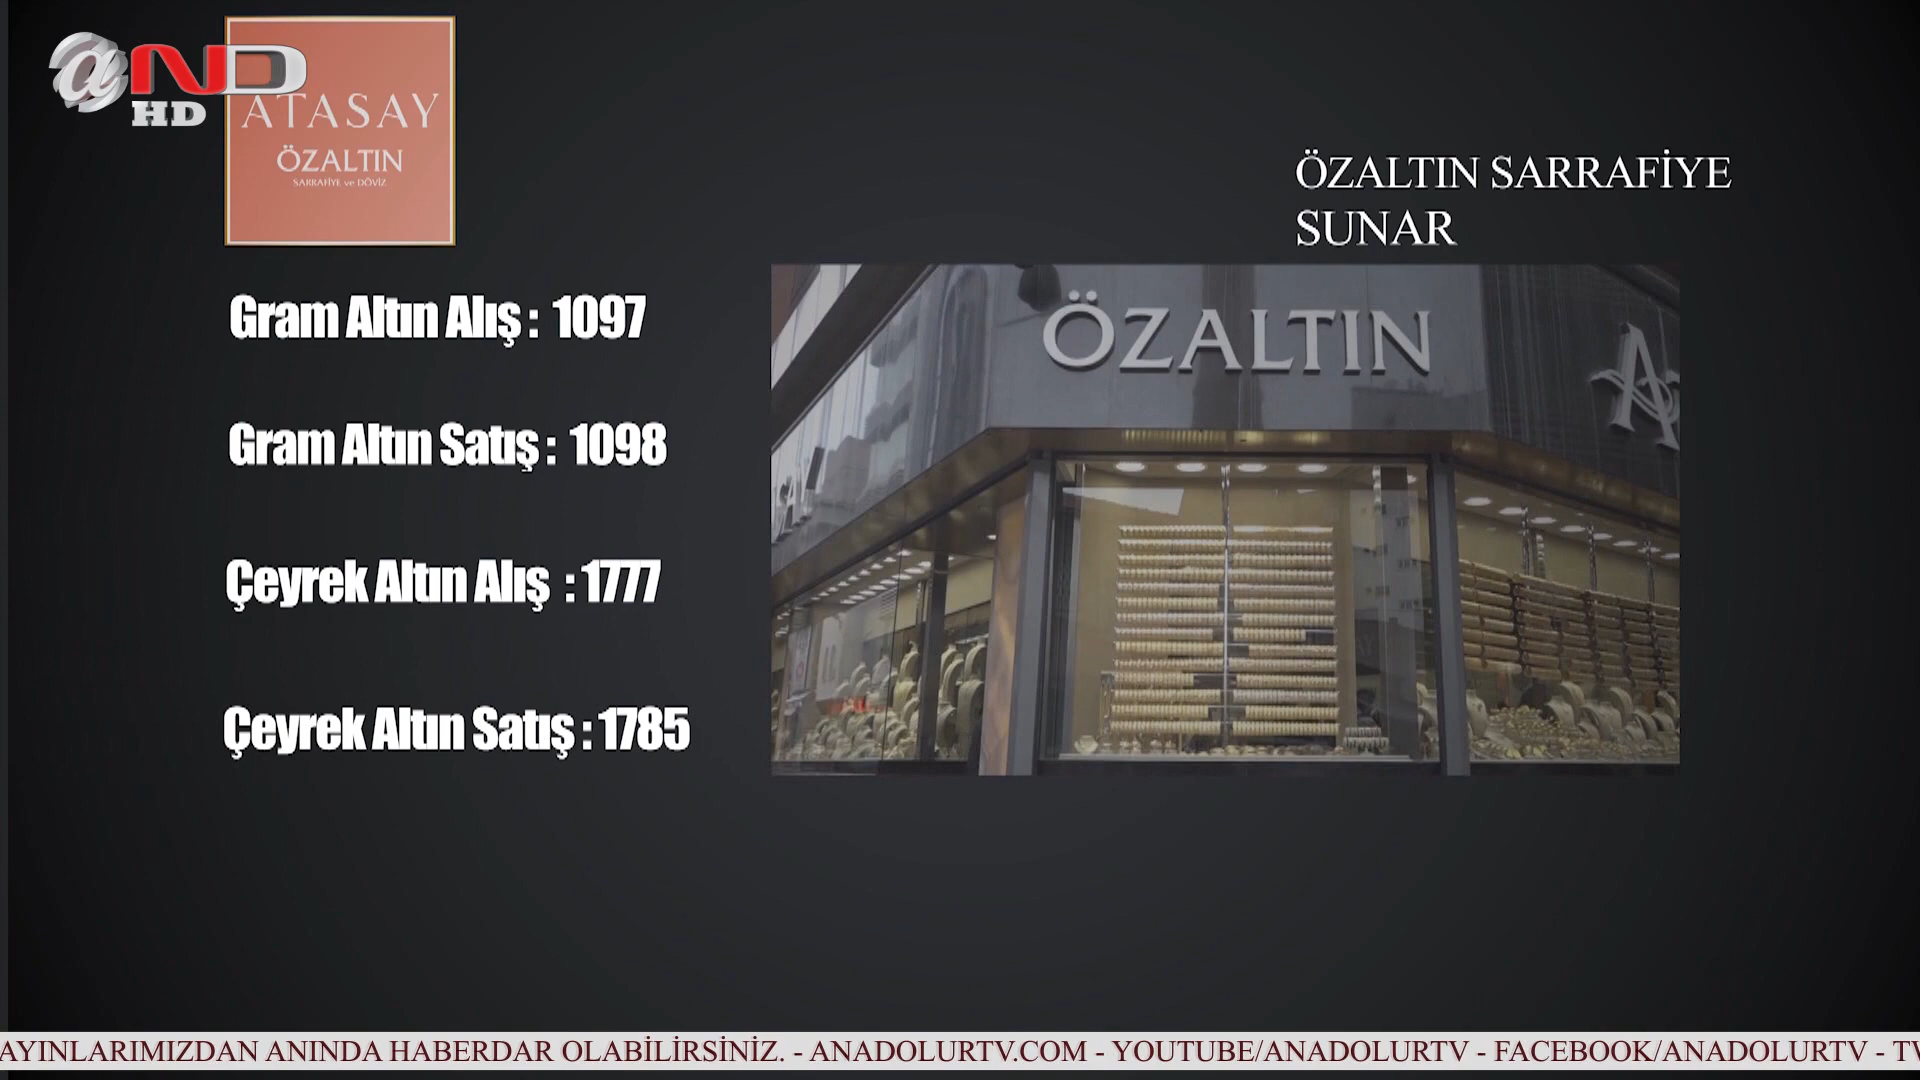 @ND
HD
ATASAY
ÖZALTIN
SARRAFİYE ve DÖVİZ
ÖZALTIN SARRAFİYE
SUNAR
Gram Altın Alış : 1097
Gram Altın Satış : 1098
Çeyrek Altın Alış : 1777
Çeyrek Altın Satış : 1785
ÖZALTIN
AYINLARIMIZDAN ANINDA HABERDAR OLABİLİRSİNİZ. - ANADOLURTV.COM - YOUTUBE/ANADOLURTV - FACEBOOK/ANADOLURTV - TW